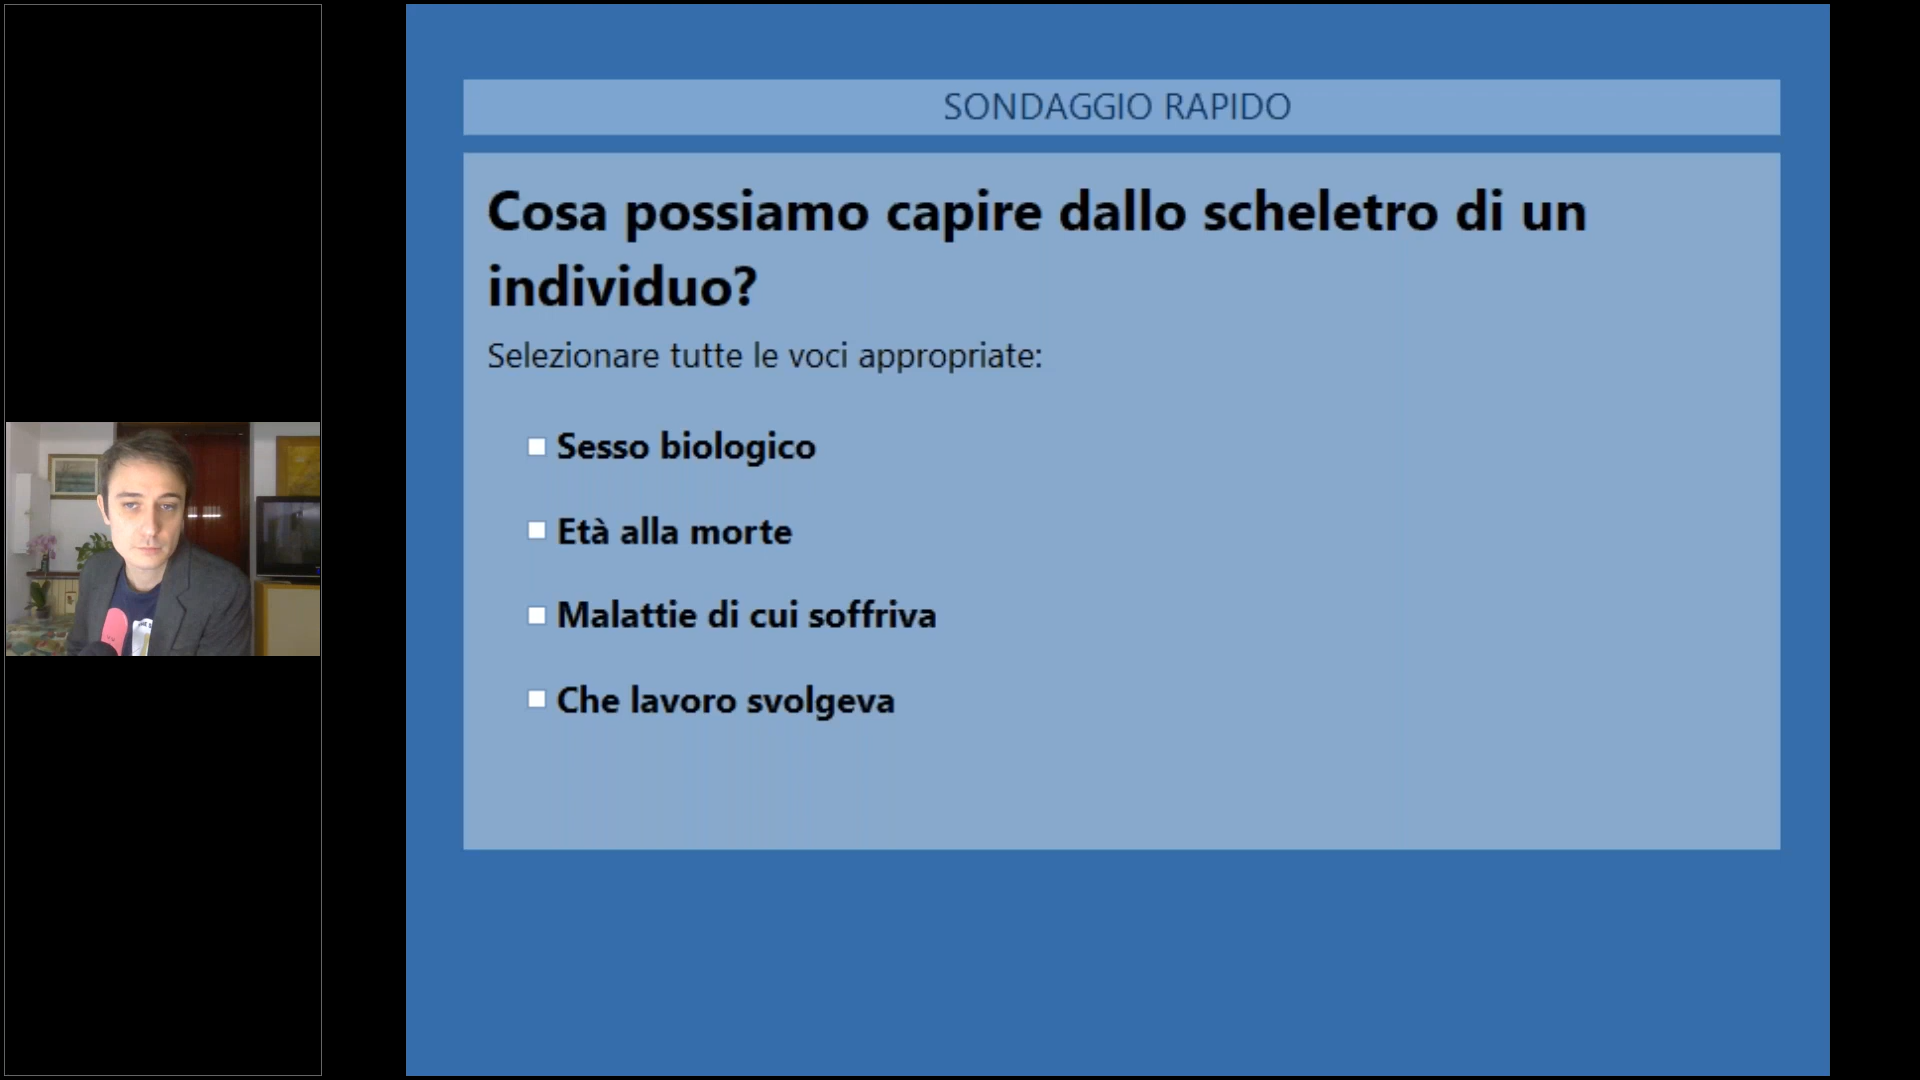 SONDAGGIO RAPIDO
Cosa possiamo capire dallo scheletro di un
individuo?
Selezionare tutte le voci appropriate:
Sesso biologico
Età alla morte
Malattie di cui soffriva
Che lavoro svolgeva